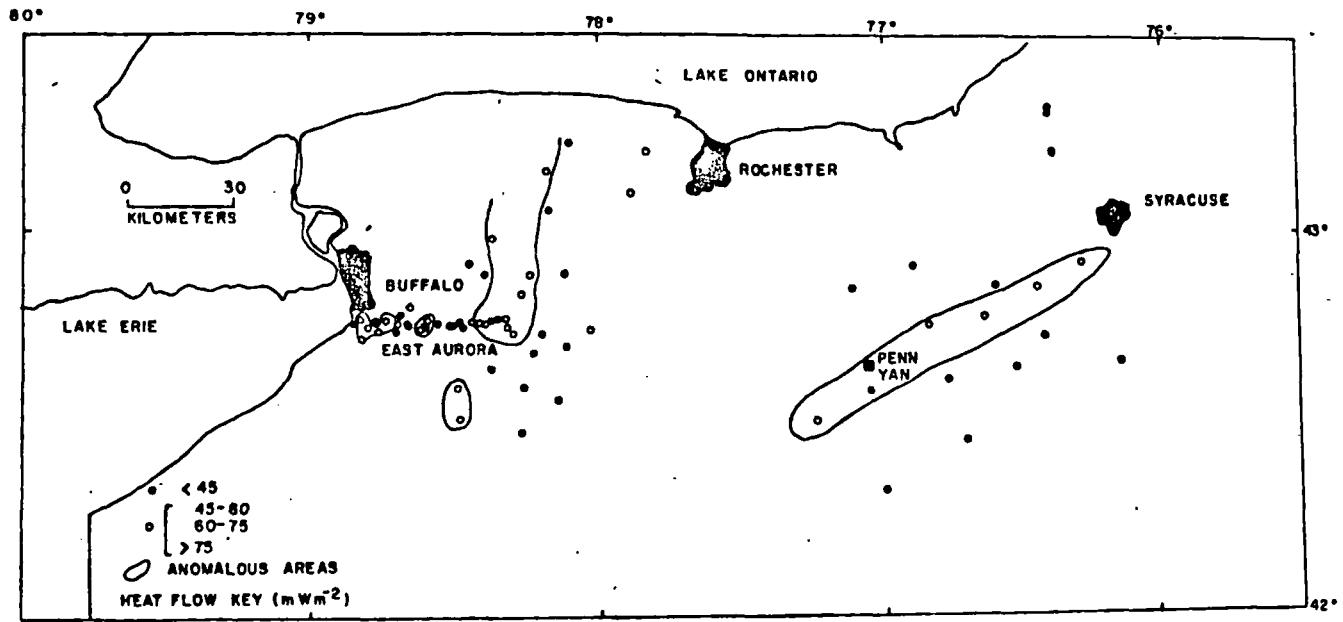 80° 79° 78° 77° 76°
LAKE ONTARIO
ROCHESTER
0 30
KILOMETERS
SYRACUSE
43°
BUFFALO
LAKE ERIE
EAST AURORA
PENN
YAN
< 45
45-60
60-75
> 75
ANOMALOUS AREAS
HEAT FLOW KEY (mWm-2)
42°